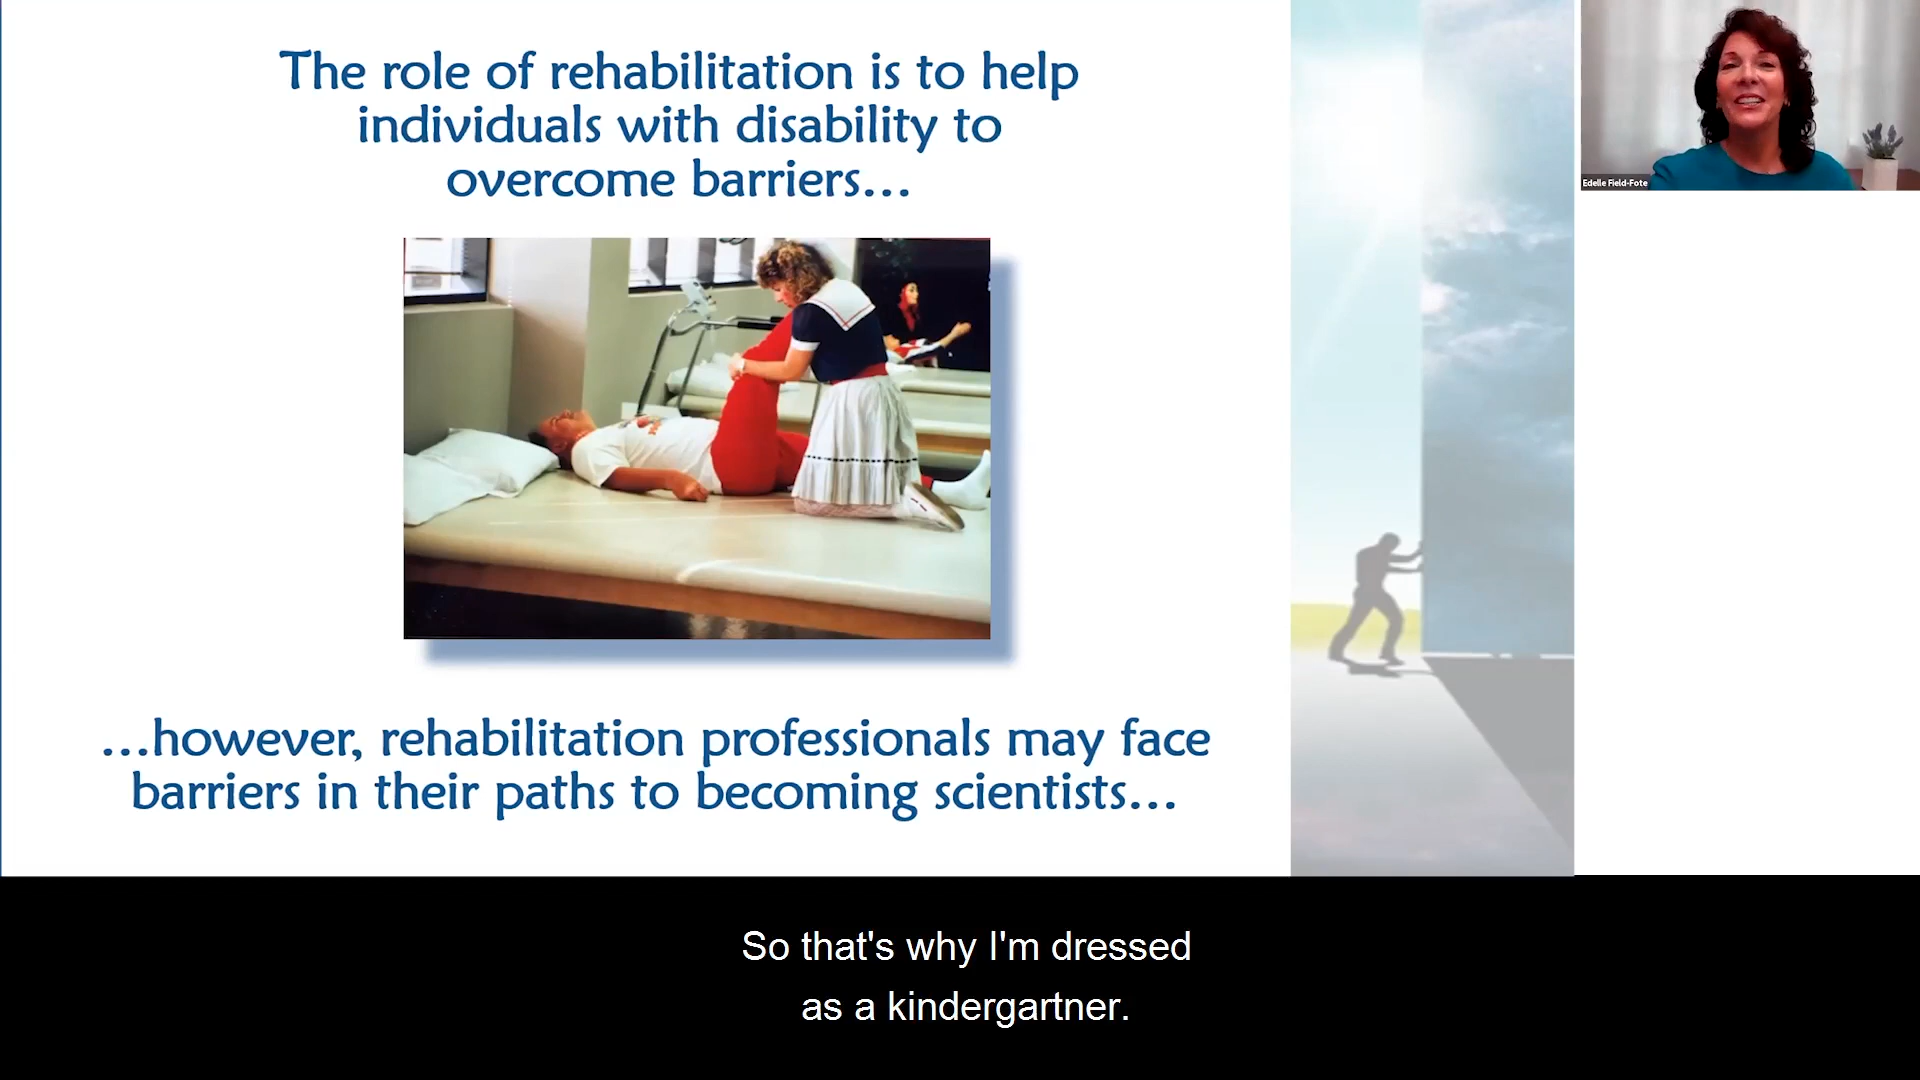 The role of rehabilitation is to help
individuals with disability to
overcome barriers...
Edelle Field-Fote
...however, rehabilitation professionals may face
barriers in their paths to becoming scientists...
So that's why I'm dressed
as a kindergartner.